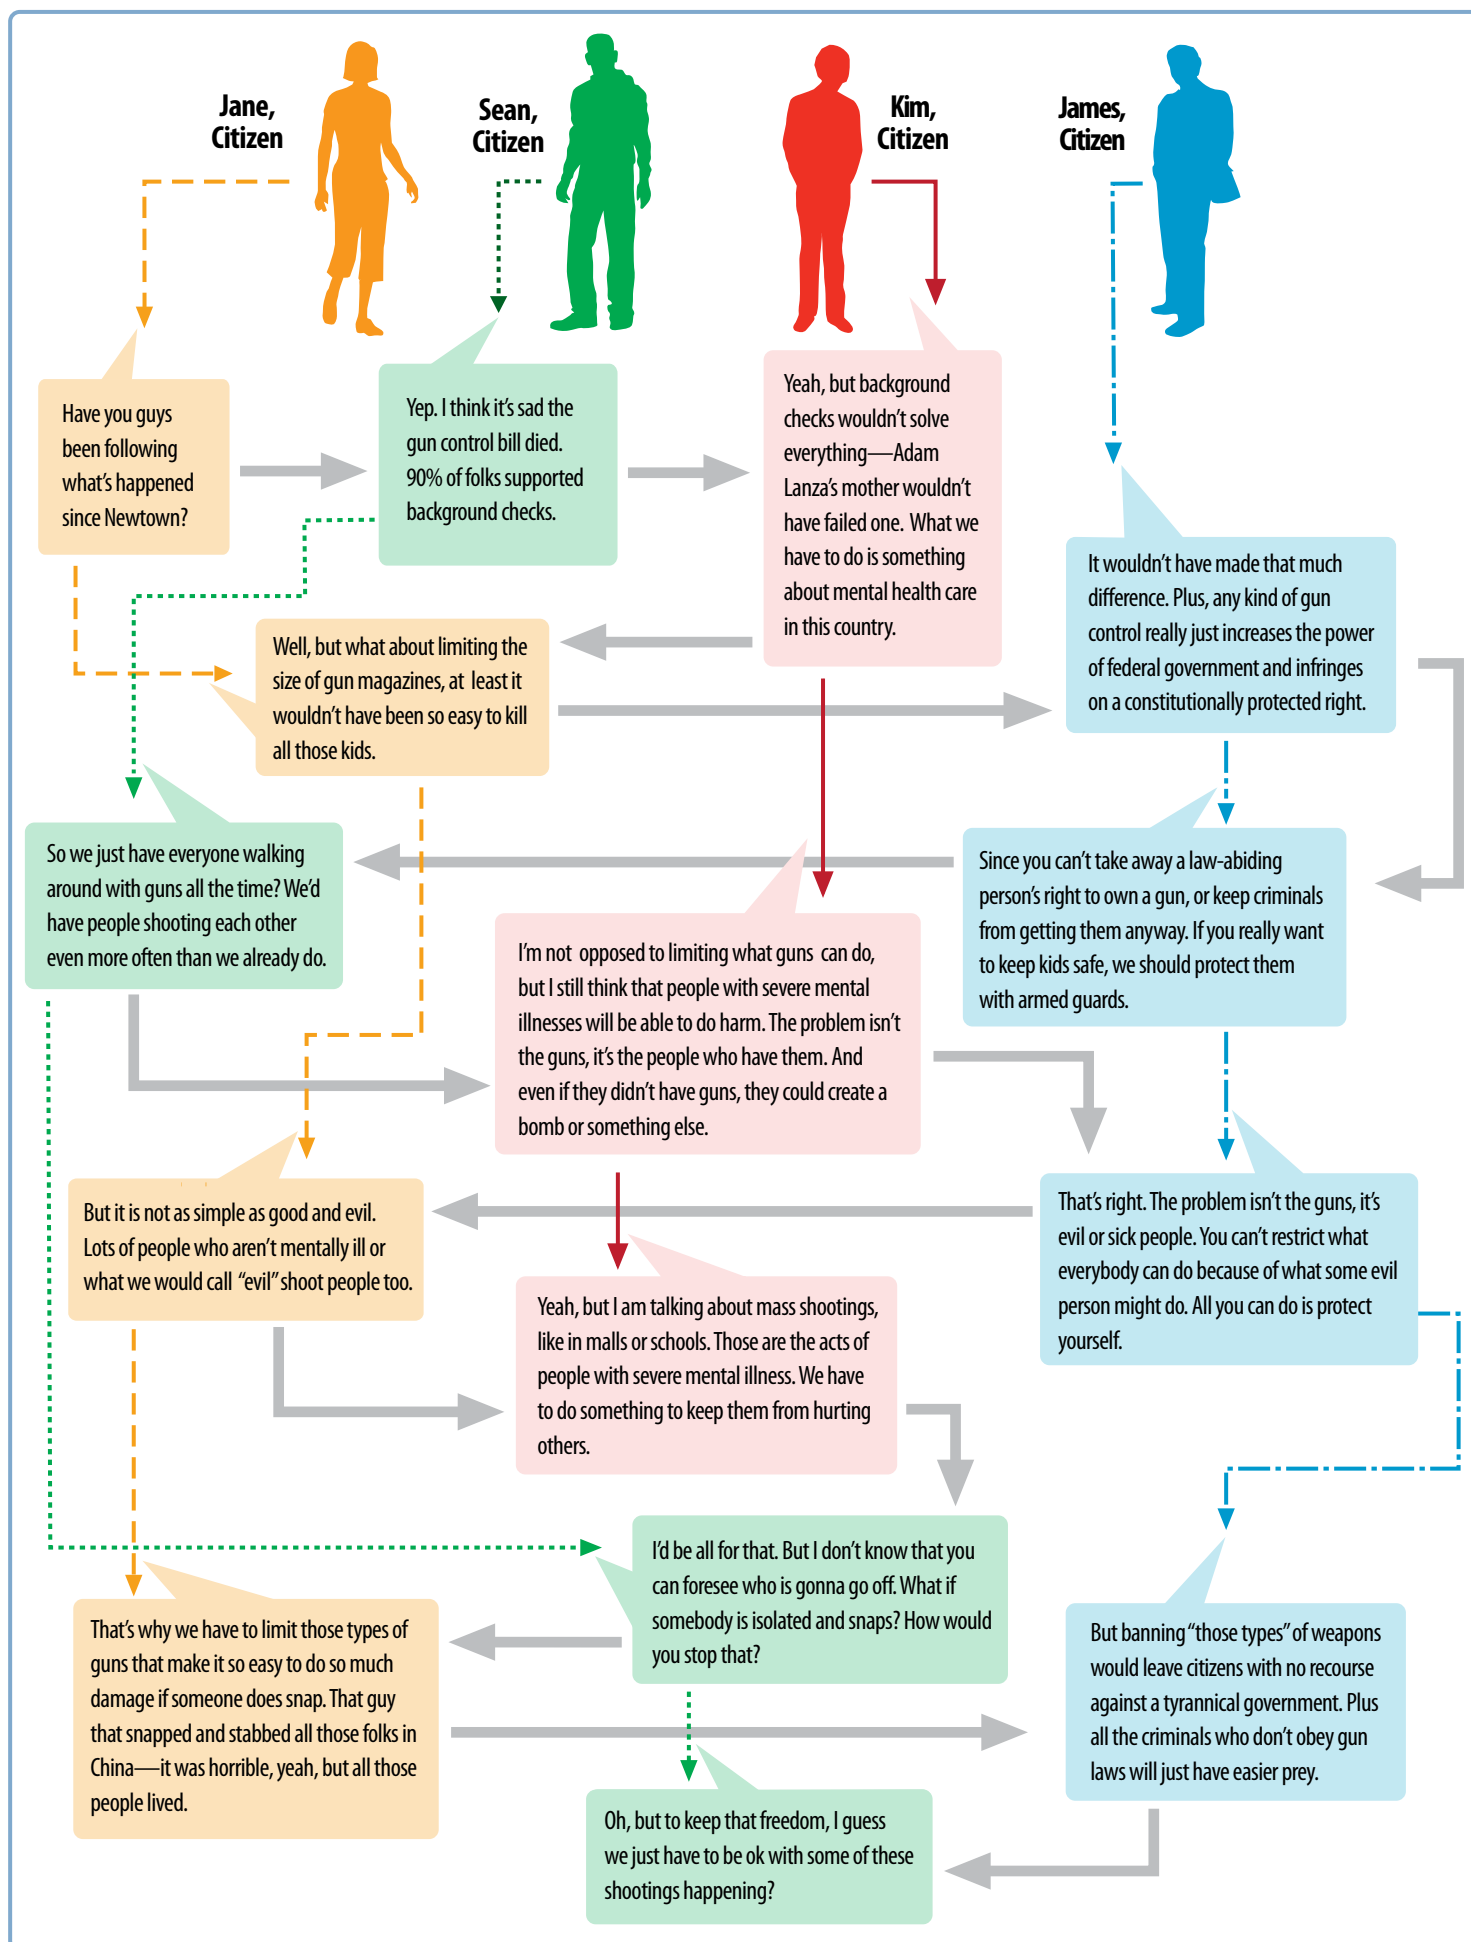 Jane,
Citizen
Sean,
Citizen
Kim,
Citizen
James,
Citizen
Have you guys
been following
what's happened
since Newtown?
Yep. I think it's sad the
gun control bill died.
90% of folks supported
background checks.
Yeah, but background
checks wouldn't solve
everything—Adam
Lanza's mother wouldn't
have failed one. What we
have to do is something
about mental health care
in this country.
Well, but what about limiting the
size of gun magazines, at least it
wouldn't have been so easy to kill
all those kids.
It wouldn't have made that much
difference. Plus, any kind of gun
control really just increases the power
of federal government and infringes
on a constitutionally protected right.
Since you can't take away a law-abiding
person's right to own a gun, or keep criminals
from getting them anyway. If you really want
to keep kids safe, we should protect them
with armed guards.
So we just have everyone walking
around with guns all the time? We'd
have people shooting each other
even more often than we already do.
I'm not opposed to limiting what guns can do,
but I still think that people with severe mental
illnesses will be able to do harm. The problem isn't
the guns, it's the people who have them. And
even if they didn't have guns, they could create a
bomb or something else.
That's right. The problem isn't the guns, it's
evil or sick people. You can't restrict what
everybody can do because of what some evil
person might do. All you can do is protect
yourself.
But it is not as simple as good and evil.
Lots of people who aren't mentally ill or
what we would call "evil" shoot people too.
Yeah, but I am talking about mass shootings,
like in malls or schools. Those are the acts of
people with severe mental illness. We have
to do something to keep them from hurting
others.
I'd be all for that. But I don't know that you
can foresee who is gonna go off. What if
somebody is isolated and snaps? How would
you stop that?
That's why we have to limit those types of
guns that make it so easy to do so much
damage if someone does snap. That guy
that snapped and stabbed all those folks in
China—it was horrible, yeah, but all those
people lived.
But banning "those types" of weapons
would leave citizens with no recourse
against a tyrannical government. Plus
all the criminals who don't obey gun
laws will just have easier prey.
Oh, but to keep that freedom, I guess
we just have to be ok with some of these
shootings happening?